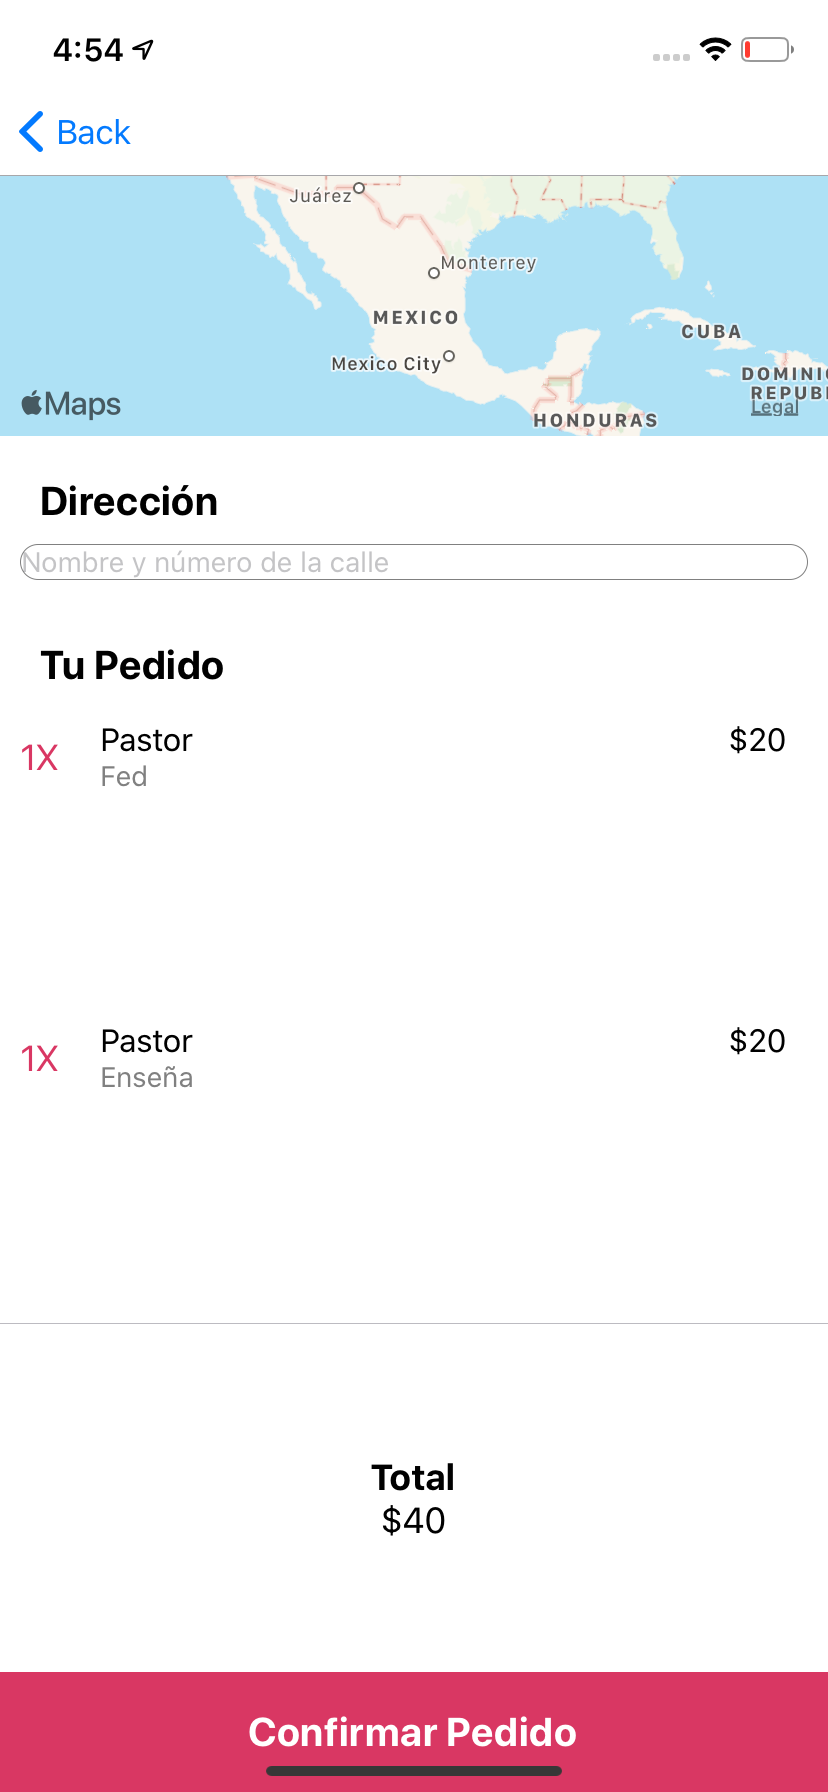 4:54
Back
Juárez
Monterrey
MEXICO
CUBA
Mexico City
DOMINI
REPUB
Maps
Legal
HONDURAS
Dirección
Nombre y número de la calle
Tu Pedido
1X Pastor $20
Fed
1X Pastor $20
Enseña
Total
$40
Confirmar Pedido